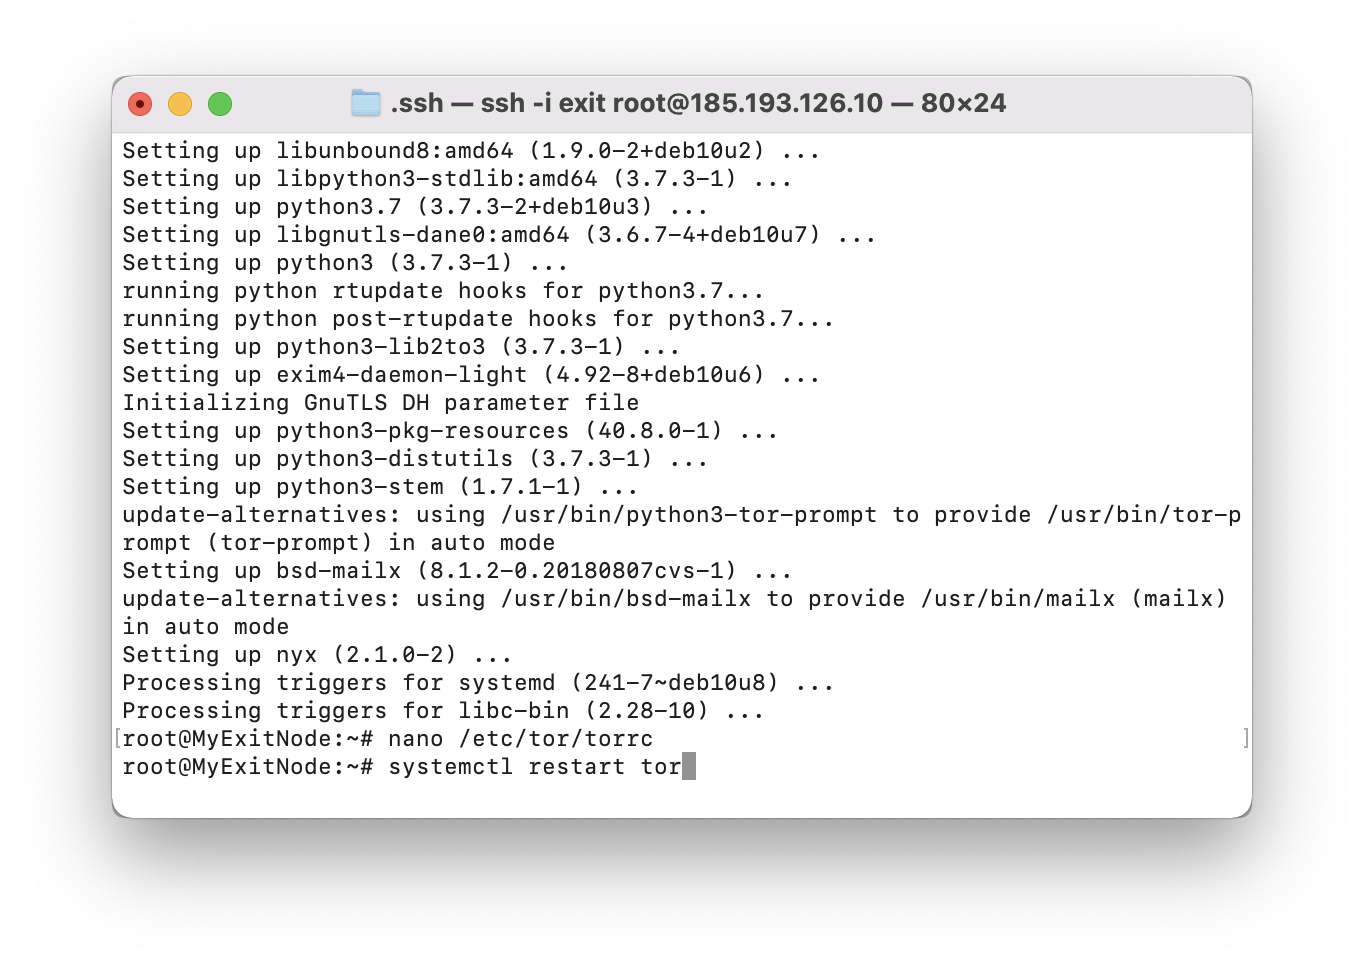 .ssh — ssh -i exit root@185.193.126.10 — 80×24
Setting up libunbound8:amd64 (1.9.0-2+deb10u2) ...
Setting up libpython3-stdlib:amd64 (3.7.3-1) ...
Setting up python3.7 (3.7.3-2+deb10u3) ...
Setting up libgnutls-dane0:amd64 (3.6.7-4+deb10u7) ...
Setting up python3 (3.7.3-1) ...
running python rtupdate hooks for python3.7...
running python post-rtupdate hooks for python3.7...
Setting up python3-lib2to3 (3.7.3-1) ...
Setting up exim4-daemon-light (4.92-8+deb10u6) ...
Initializing GnuTLS DH parameter file
Setting up python3-pkg-resources (40.8.0-1) ...
Setting up python3-distutils (3.7.3-1) ...
Setting up python3-stem (1.7.1-1) ...
update-alternatives: using /usr/bin/python3-tor-prompt to provide /usr/bin/tor-p
rompt (tor-prompt) in auto mode
Setting up bsd-mailx (8.1.2-0.20180807cvs-1) ...
update-alternatives: using /usr/bin/bsd-mailx to provide /usr/bin/mailx (mailx)
in auto mode
Setting up nyx (2.1.0-2) ...
Processing triggers for systemd (241-7~deb10u8) ...
Processing triggers for libc-bin (2.28-10) ...
[root@MyExitNode:~# nano /etc/tor/torrc ]
root@MyExitNode:~# systemctl restart tor